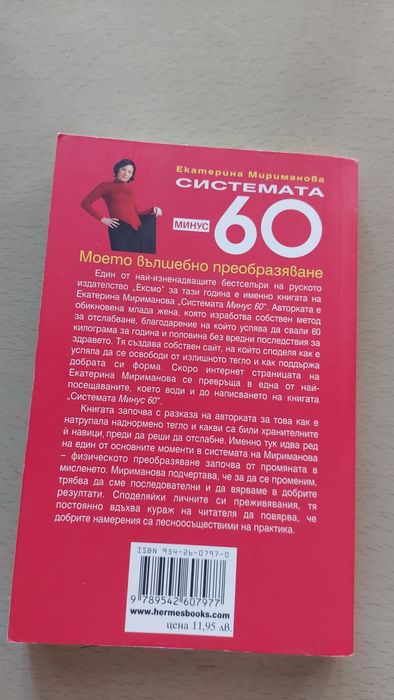 Екатерина Мириманова
СИСТЕМАТА
МИНУС
60
Моето вълшебно преобразяване
Един от най-изненадващите бестселъри на руското
издателство „Ексмо“ за тази година е именно книгата на
Екатерина Мириманова „Системата Минус 60“. Авторката е
обикновена млада жена, която изработва собствен метод
за отслабване, благодарение на който успява да свали 60
килограма за година и половина без вредни последствия за
здравето. Тя създава собствен сайт, на който споделя как е
успяла да се освободи от излишното тегло и как поддържа
добрата си форма. Скоро интернет страницата на
Екатерина Мириманова се превръща в една от най-
посещаваните, което води и до написването на книгата
„Системата Минус 60“.
Книгата започва с разказа на авторката за това как е
натрупала наднормено тегло и какви са били хранителните
ѝ навици, преди да реши да отслабне. Именно тук идва ред
на един от основните моменти в системата на Мириманова
– физическото преобразяване започва от промяната в
мисленето. Мириманова подчертава, че за да се променим,
трябва да сме последователни и да вярваме в добрите
резултати. Споделяйки личните си преживявания, тя
постоянно вдъхва кураж на читателя да повярва, че
добрите намерения са лесноосъществими на практика.
ISBN 954-26-0797-0
9 789542 607977
www.hermesbooks.com
цена 11,95 лв.